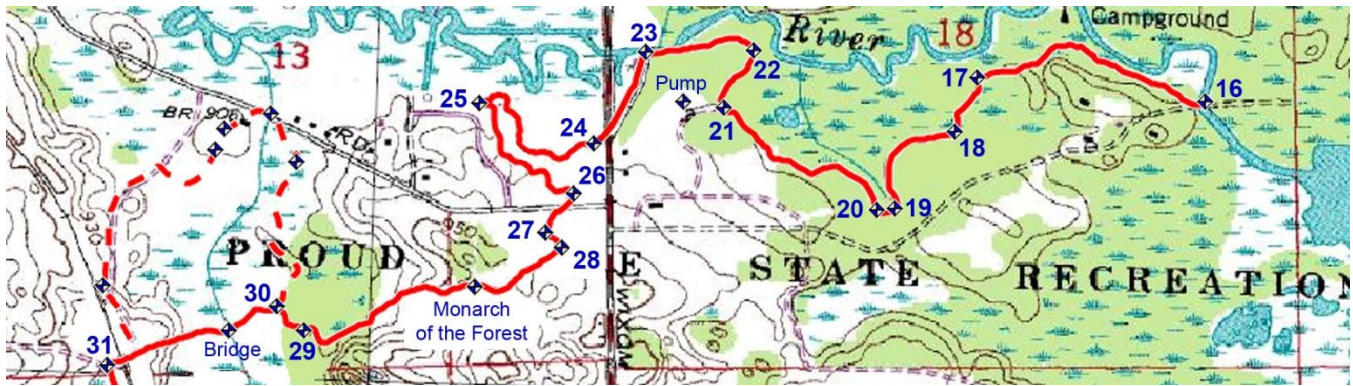 13
BR 906
RD
River
18
Campground
16
17
18
19
20
21
22
23
24
25
26
27
28
29
30
31
Pump
Bridge
Monarch
of the Forest
930
950
PROUD
E STATE RECREATION